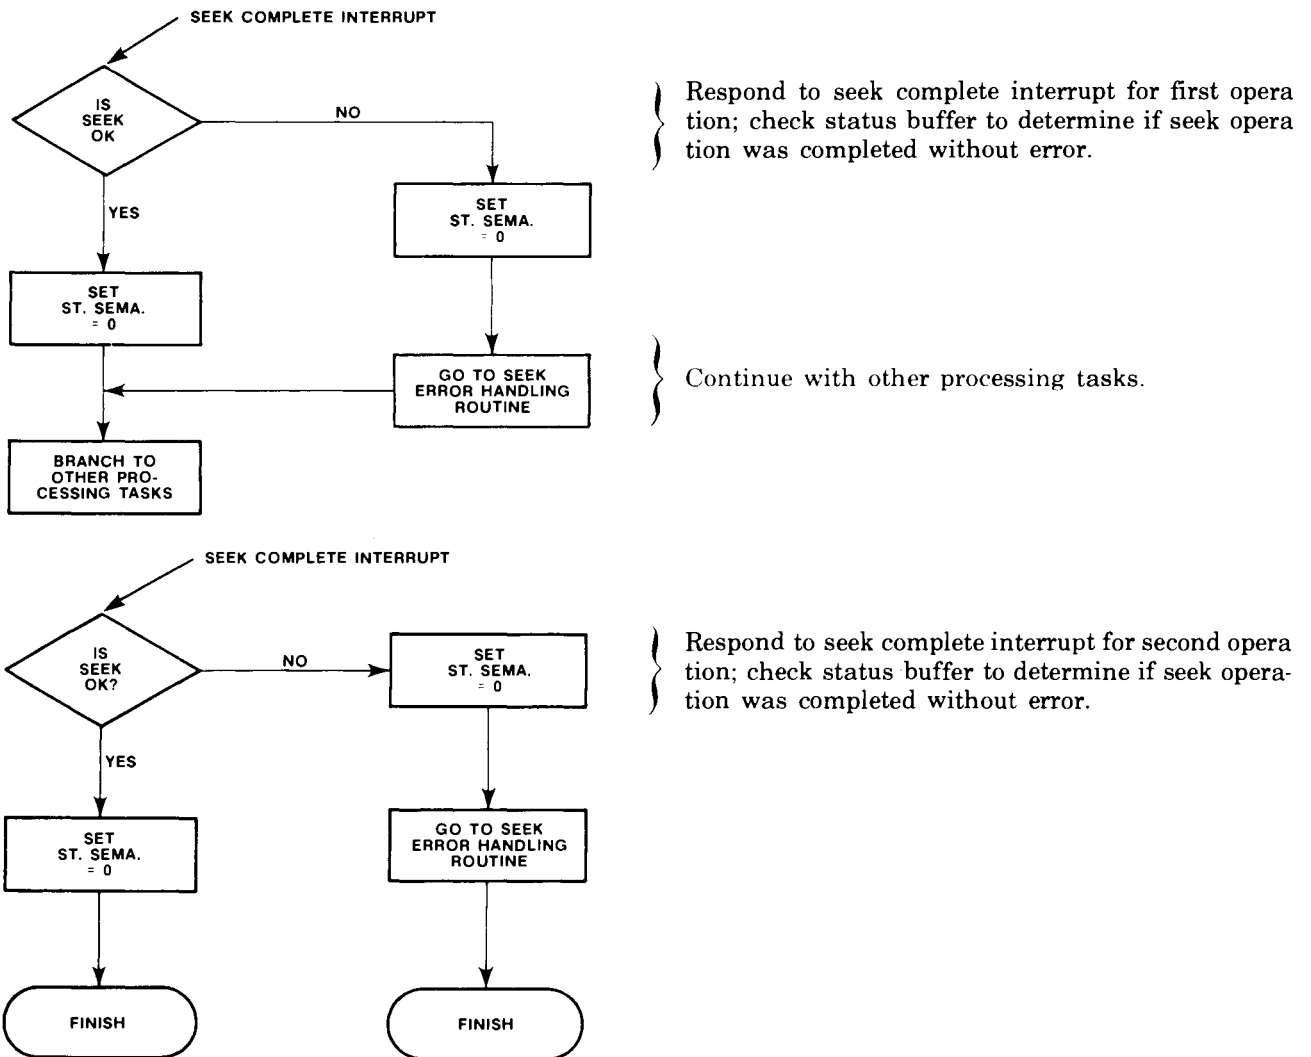 SEEK COMPLETE INTERRUPT
IS
SEEK
OK
NO
YES
SET
ST. SEMA.
= 0
SET
ST. SEMA.
= 0
GO TO SEEK
ERROR HANDLING
ROUTINE
BRANCH TO
OTHER PRO-
CESSING TASKS
Respond to seek complete interrupt for first opera
tion; check status buffer to determine if seek opera
tion was completed without error.
Continue with other processing tasks.
SEEK COMPLETE INTERRUPT
IS
SEEK
OK?
NO
SET
ST. SEMA.
= 0
YES
SET
ST. SEMA.
= 0
GO TO SEEK
ERROR HANDLING
ROUTINE
FINISH
FINISH
Respond to seek complete interrupt for second opera
tion; check status buffer to determine if seek opera-
tion was completed without error.